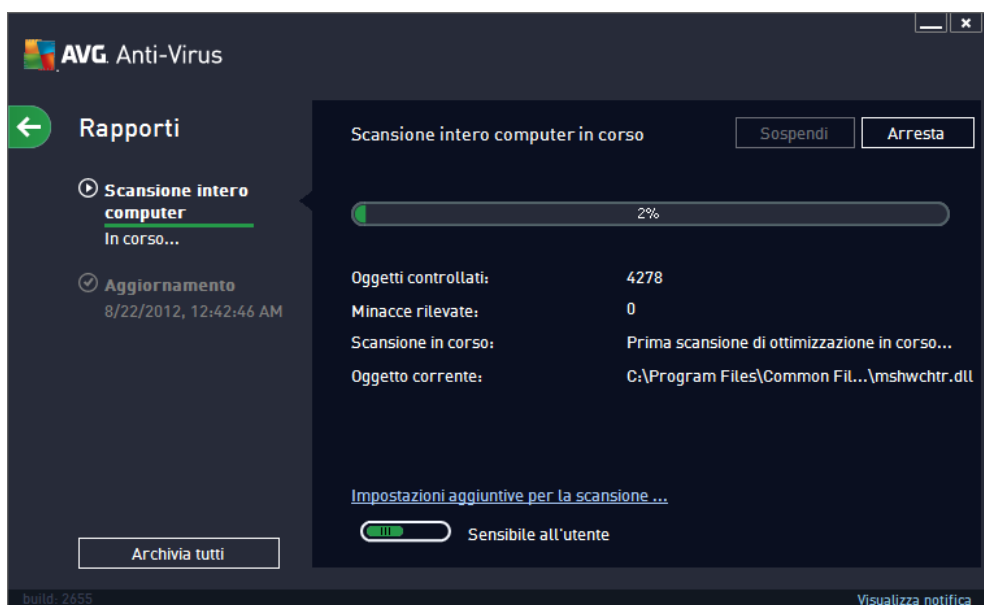 AVG. Anti-Virus
Rapporti
Scansione intero
computer
In corso...
Aggiornamento
8/22/2012, 12:42:46 AM
Archivia tutti
Scansione intero computer in corso
Sospendi
Arresta
2%
Oggetti controllati: 4278
Minacce rilevate: 0
Scansione in corso: Prima scansione di ottimizzazione in corso...
Oggetto corrente: C:\Program Files\Common Fil...\mshwchtr.dll
Impostazioni aggiuntive per la scansione ...
Sensibile all'utente
build: 2655
Visualizza notifica